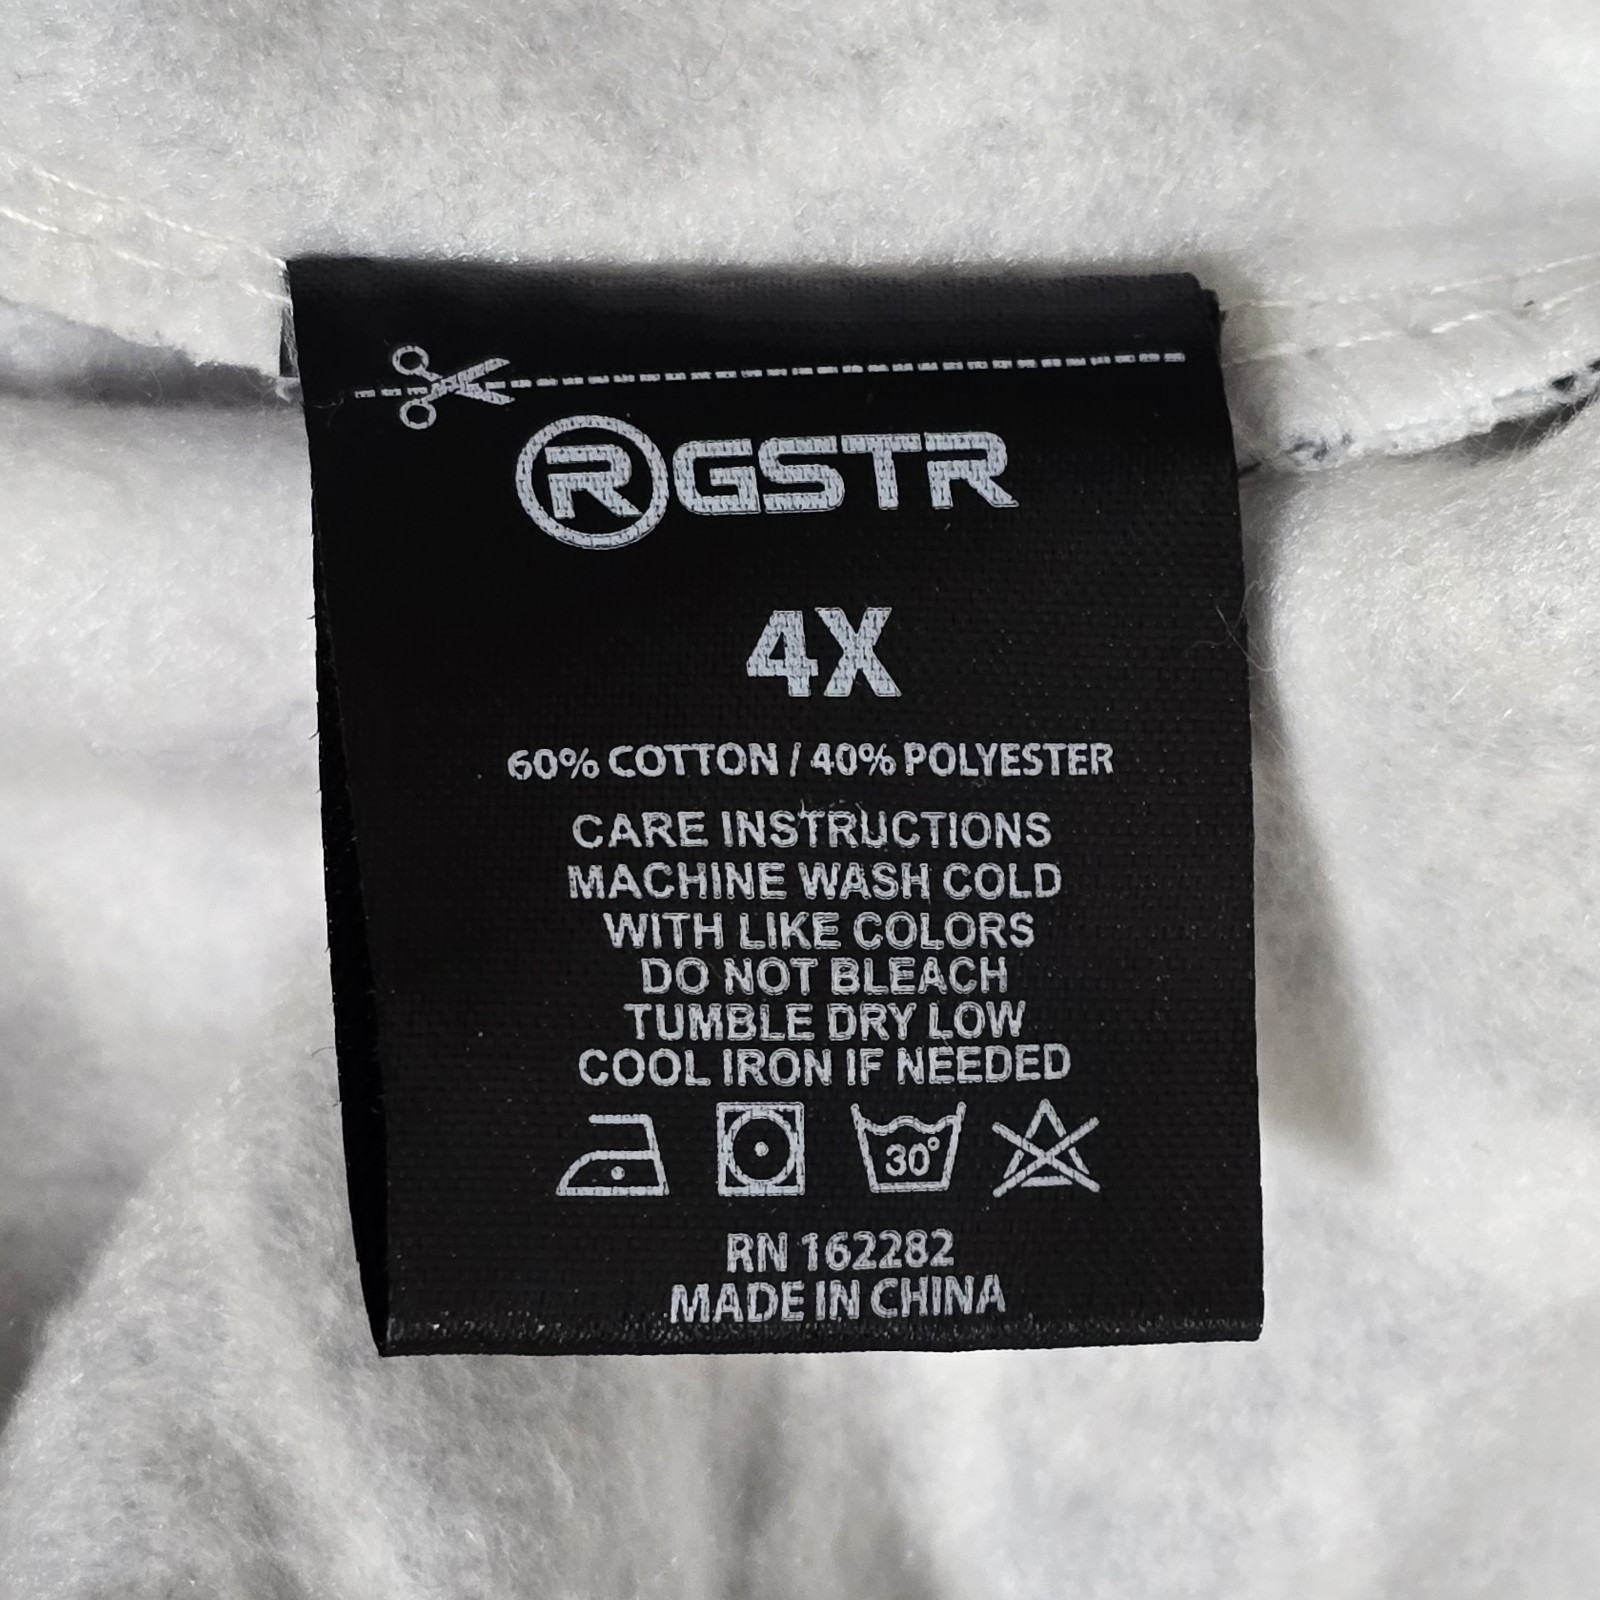 RGSTR
4X
60% COTTON / 40% POLYESTER
CARE INSTRUCTIONS
MACHINE WASH COLD
WITH LIKE COLORS
DO NOT BLEACH
TUMBLE DRY LOW
COOL IRON IF NEEDED
30°
RN 162282
MADE IN CHINA